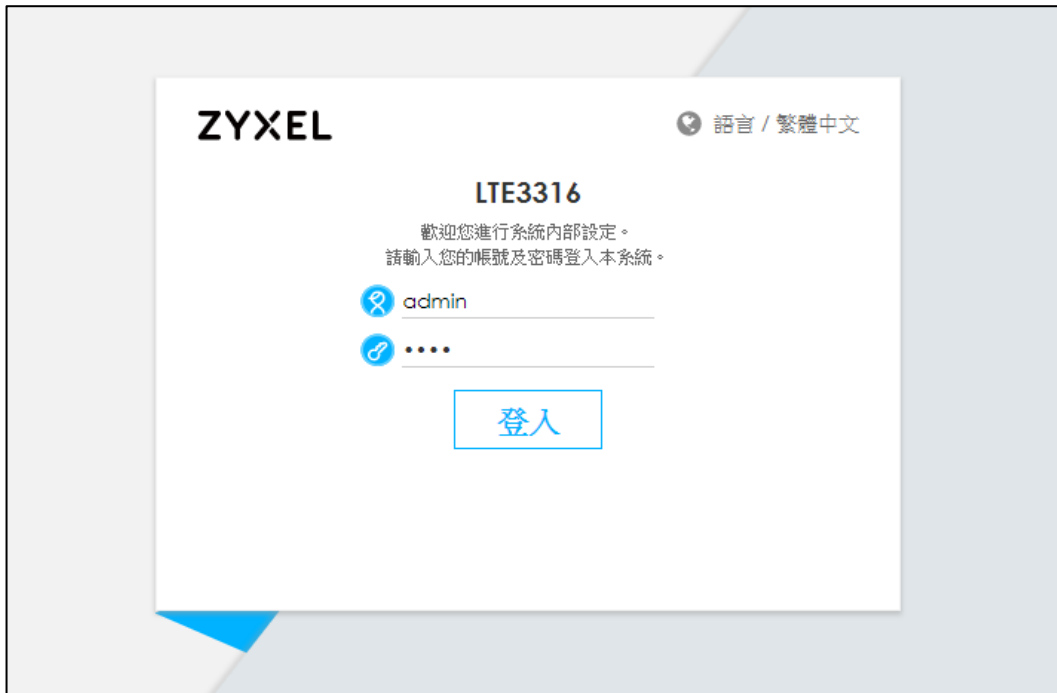 ZYXEL
語言 / 繁體中文
LTE3316
歡迎您進行系統內部設定。
請輸入您的帳號及密碼登入本系統。
admin
••••
登入